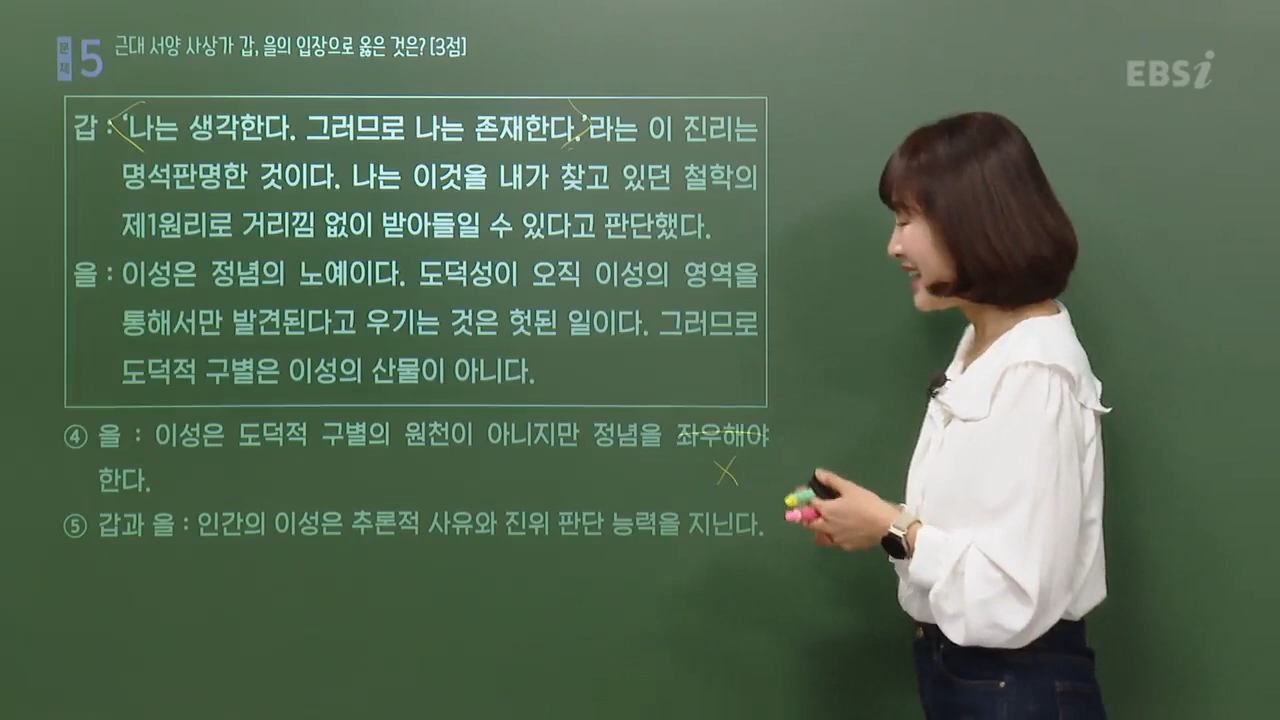 문제 5 근대 서양 사상가 갑, 을의 입장으로 옳은 것은? [3점]
EBSi
갑 : '나는 생각한다. 그러므로 나는 존재한다.'라는 이 진리는
명석판명한 것이다. 나는 이것을 내가 찾고 있던 철학의
제1원리로 거리낌 없이 받아들일 수 있다고 판단했다.
을 : 이성은 정념의 노예이다. 도덕성이 오직 이성의 영역을
통해서만 발견된다고 우기는 것은 헛된 일이다. 그러므로
도덕적 구별은 이성의 산물이 아니다.
④ 을 : 이성은 도덕적 구별의 원천이 아니지만 정념을 좌우해야
한다.
⑤ 갑과 을 : 인간의 이성은 추론적 사유와 진위 판단 능력을 지닌다.